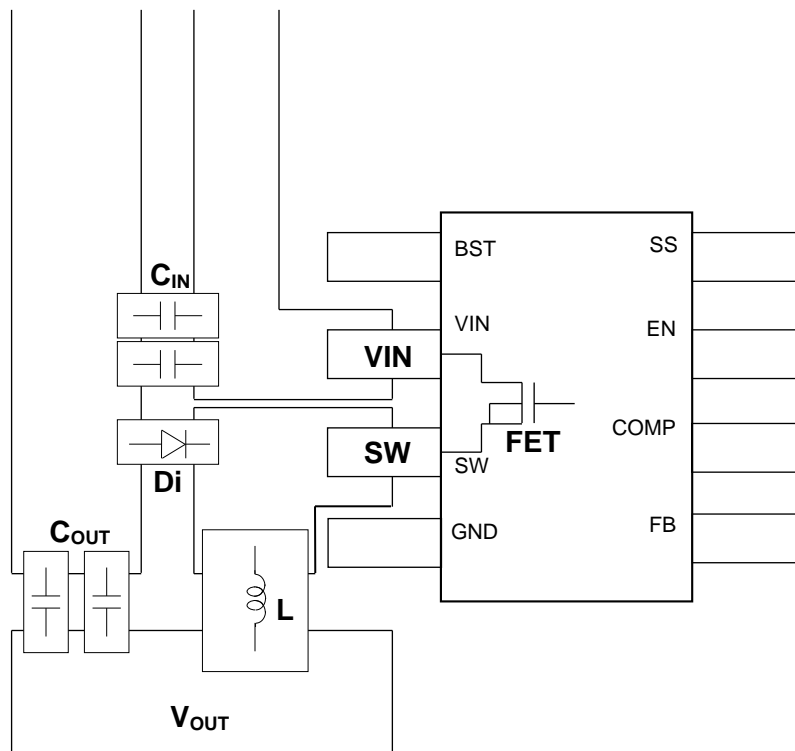 BST
SS
CIN
VIN
EN
VIN
COMP
FET
SW
SW
Di
COUT
GND
FB
L
VOUT